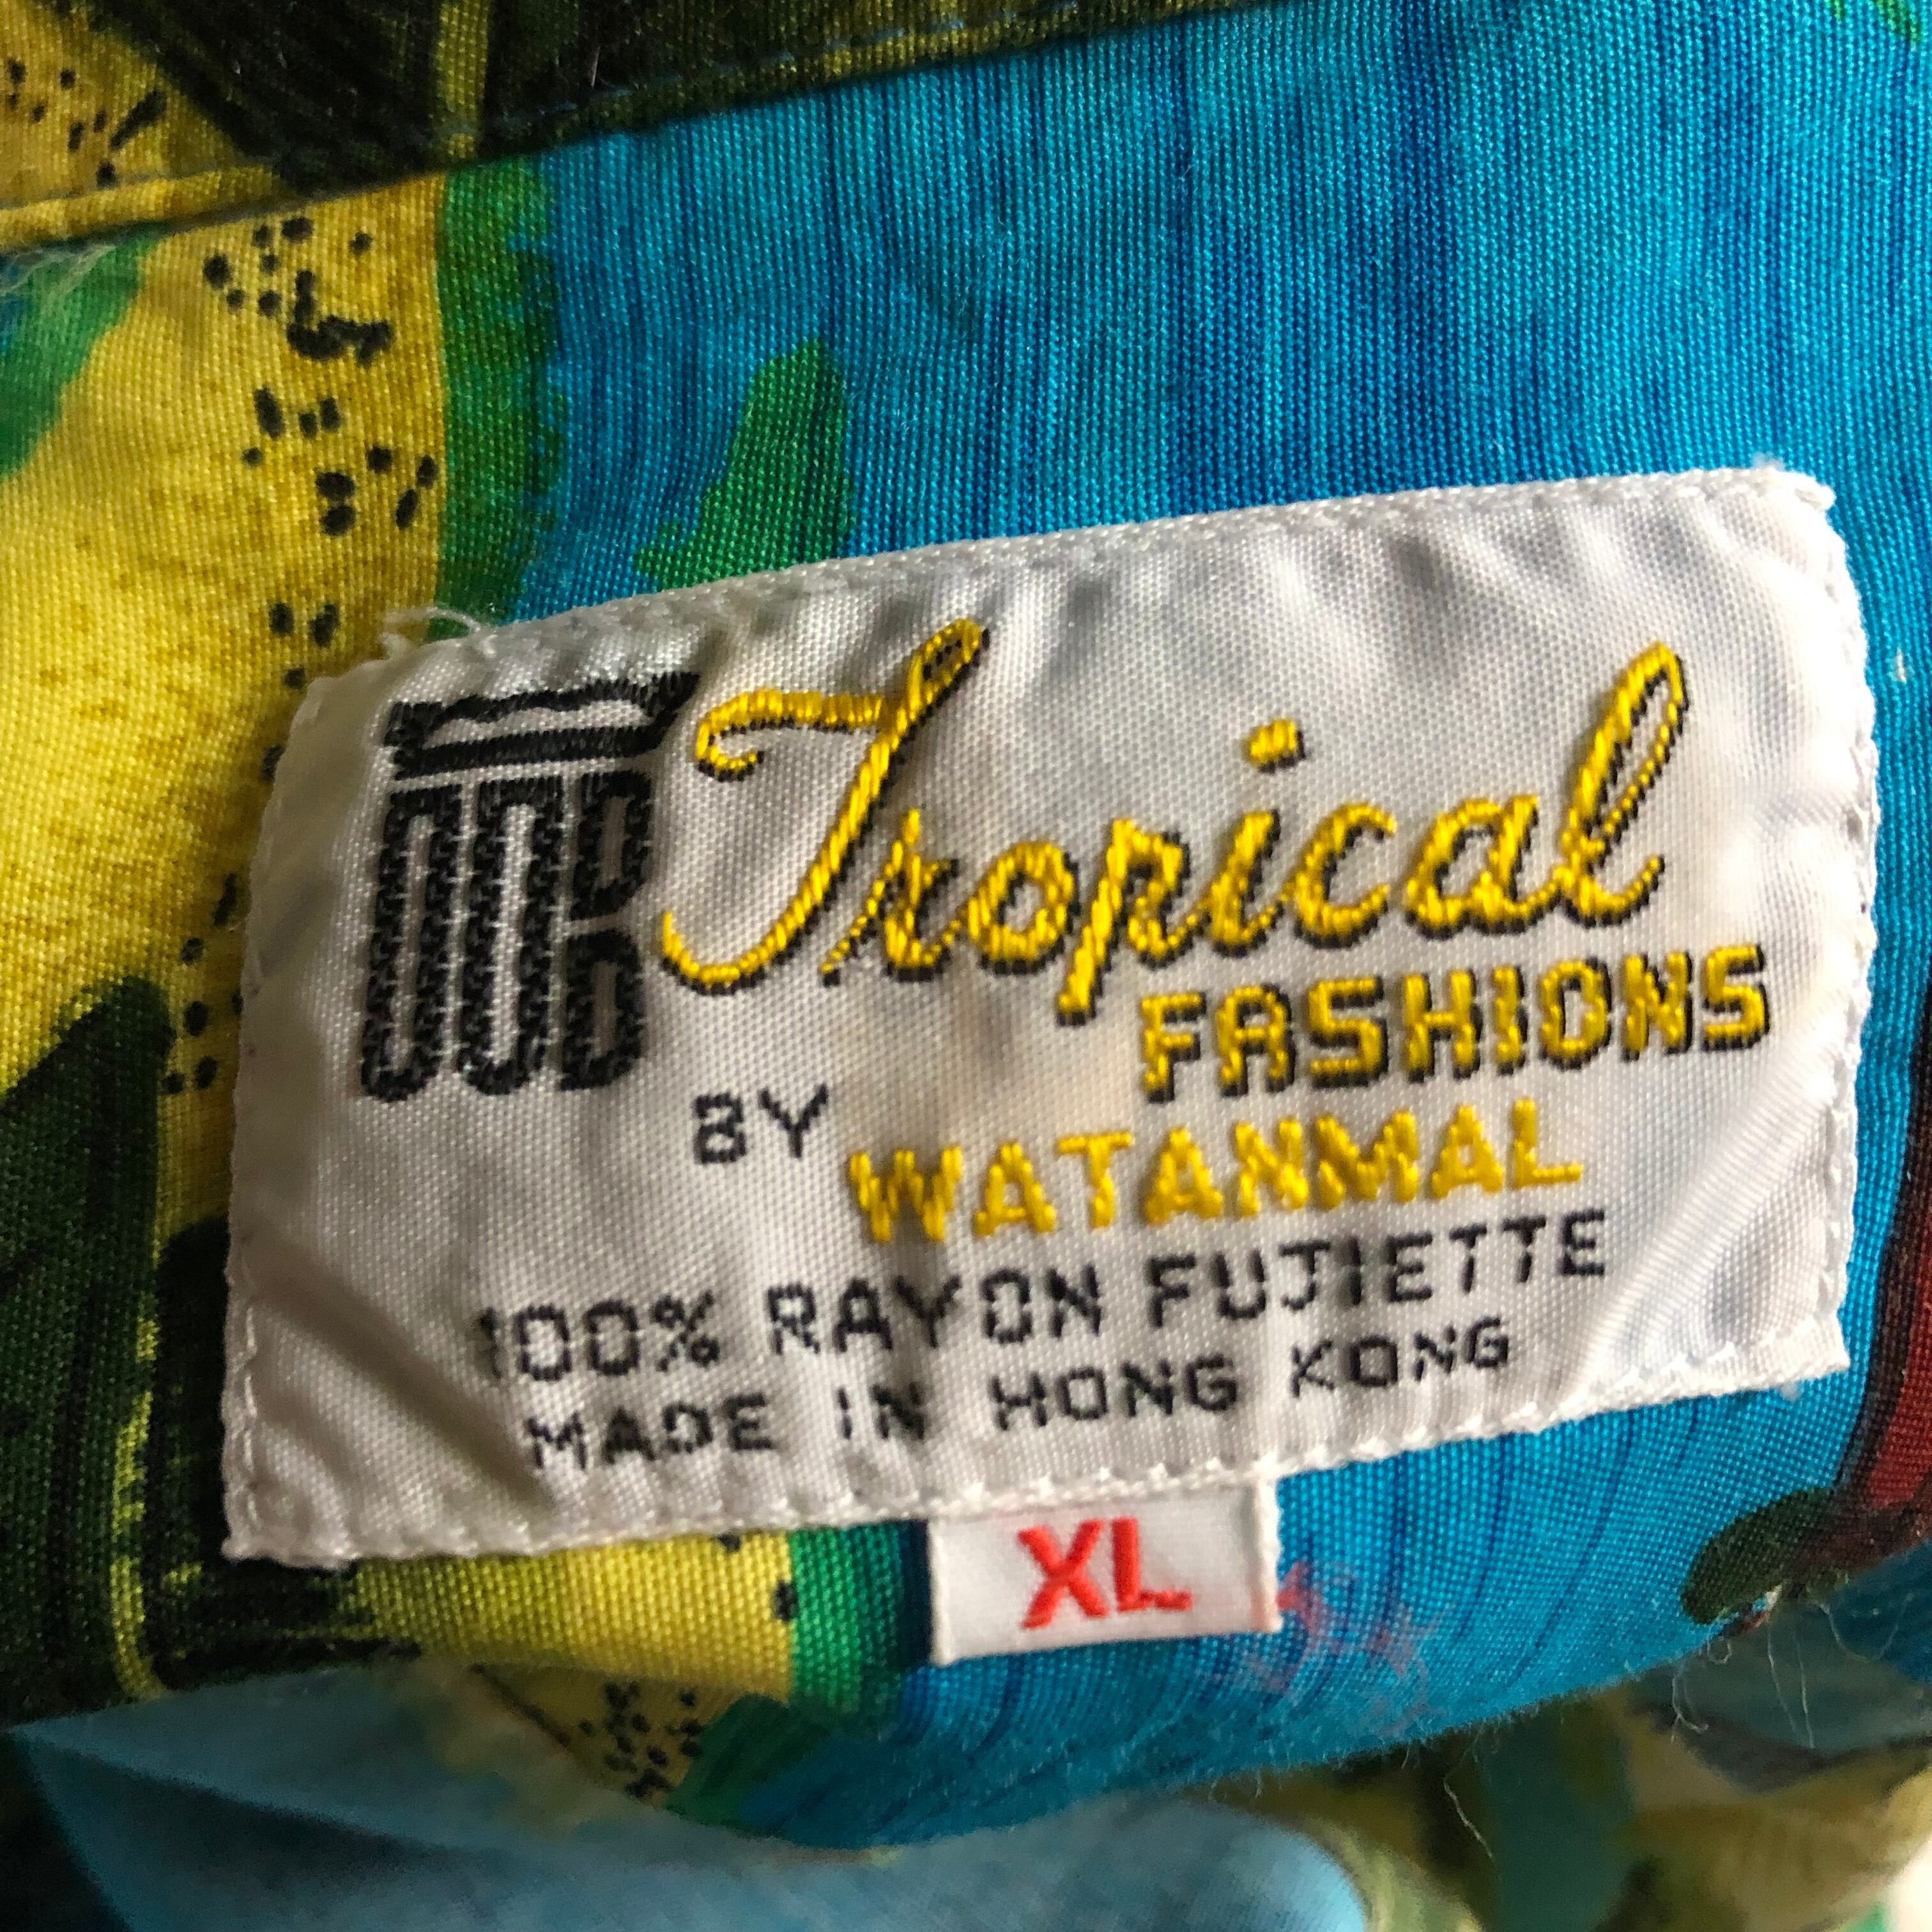 Tropical
FASHIONS
BY WATANMAL
100% RAYON FUJIETTE
MADE IN HONG KONG
XL